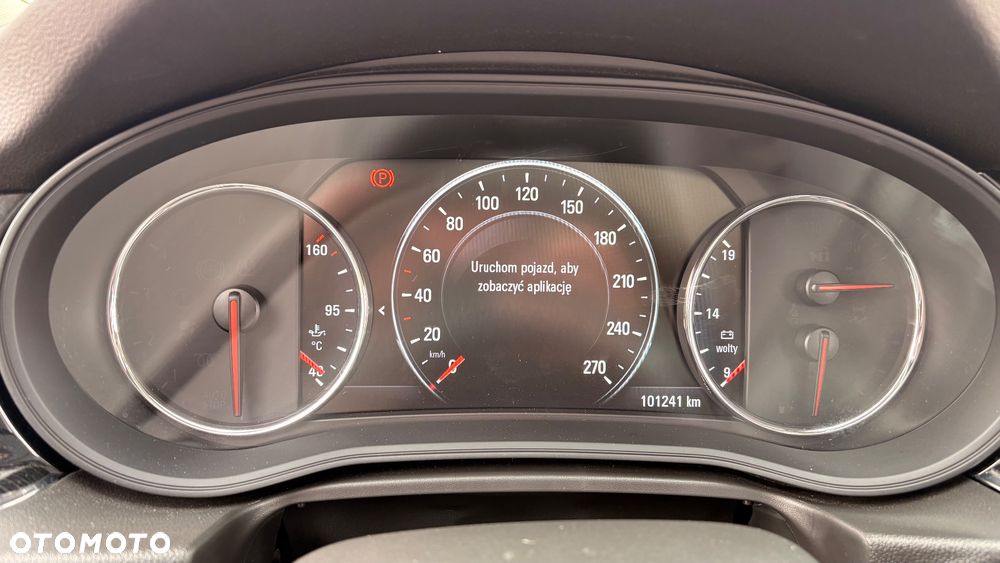 160
95
°C
40
P
0
20
40
60
80
100
120
150
180
210
240
270
km/h
Uruchom pojazd, aby
zobaczyć aplikację
101241 km
19
14
wolty
9
OTOMOTO